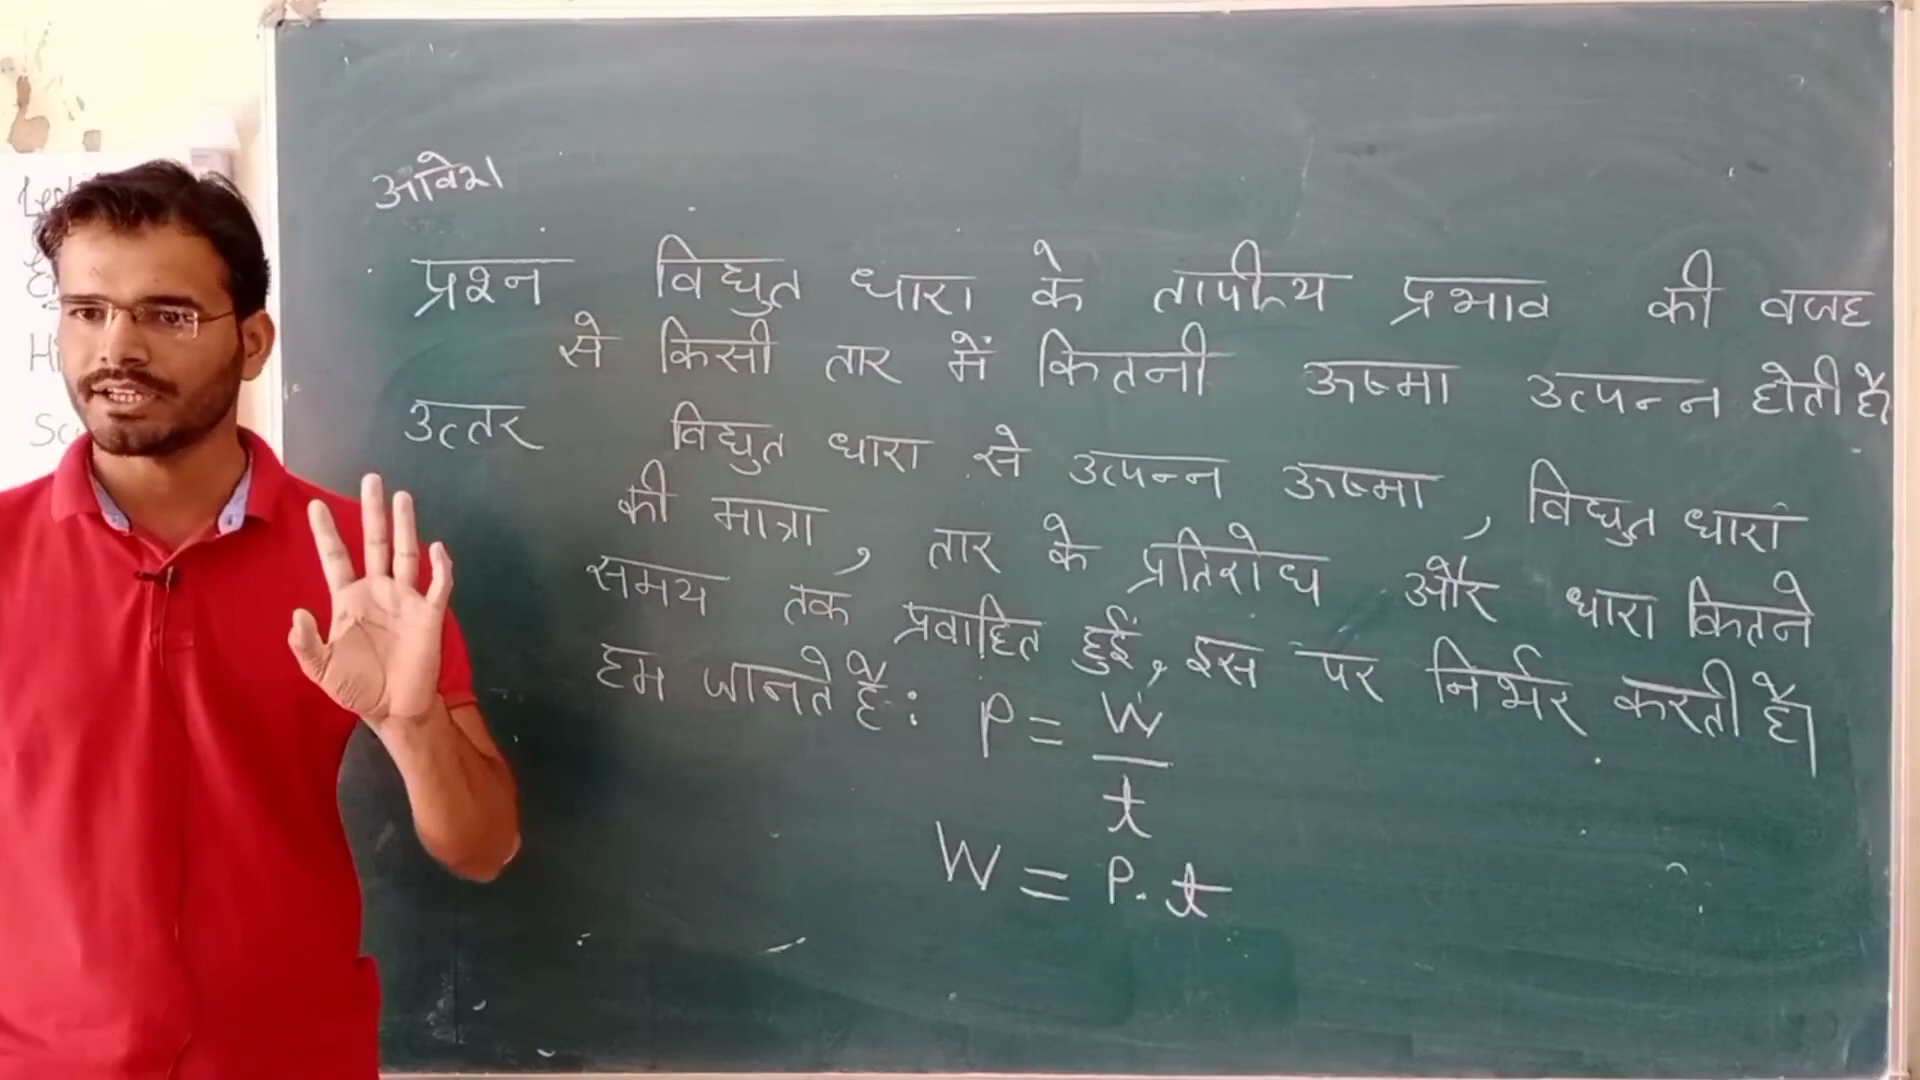 आवेश
प्रश्न विद्युत धारा के तापीय प्रभाव की वजह
से किसी तार में कितनी ऊष्मा उत्पन्न होती है।
उत्तर विद्युत धारा से उत्पन्न ऊष्मा, विद्युत धारा
की मात्रा, तार के प्रतिरोध और धारा कितने
समय तक प्रवाहित हुई, इस पर निर्भर करती है।
हम जानते है: P = W
t
W = P. t